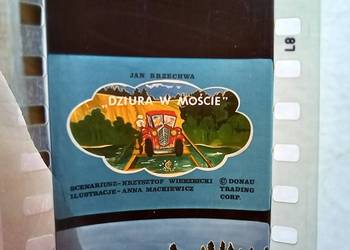 JAN BRZECHWA
„DZIURA W MOŚCIE"
SCENARIUSZ-KRZYSZTOF WIERZBICKI
ILUSTRACJE-ANNA MACKIEWICZ
© DONAU
TRADING
CORP.
L8